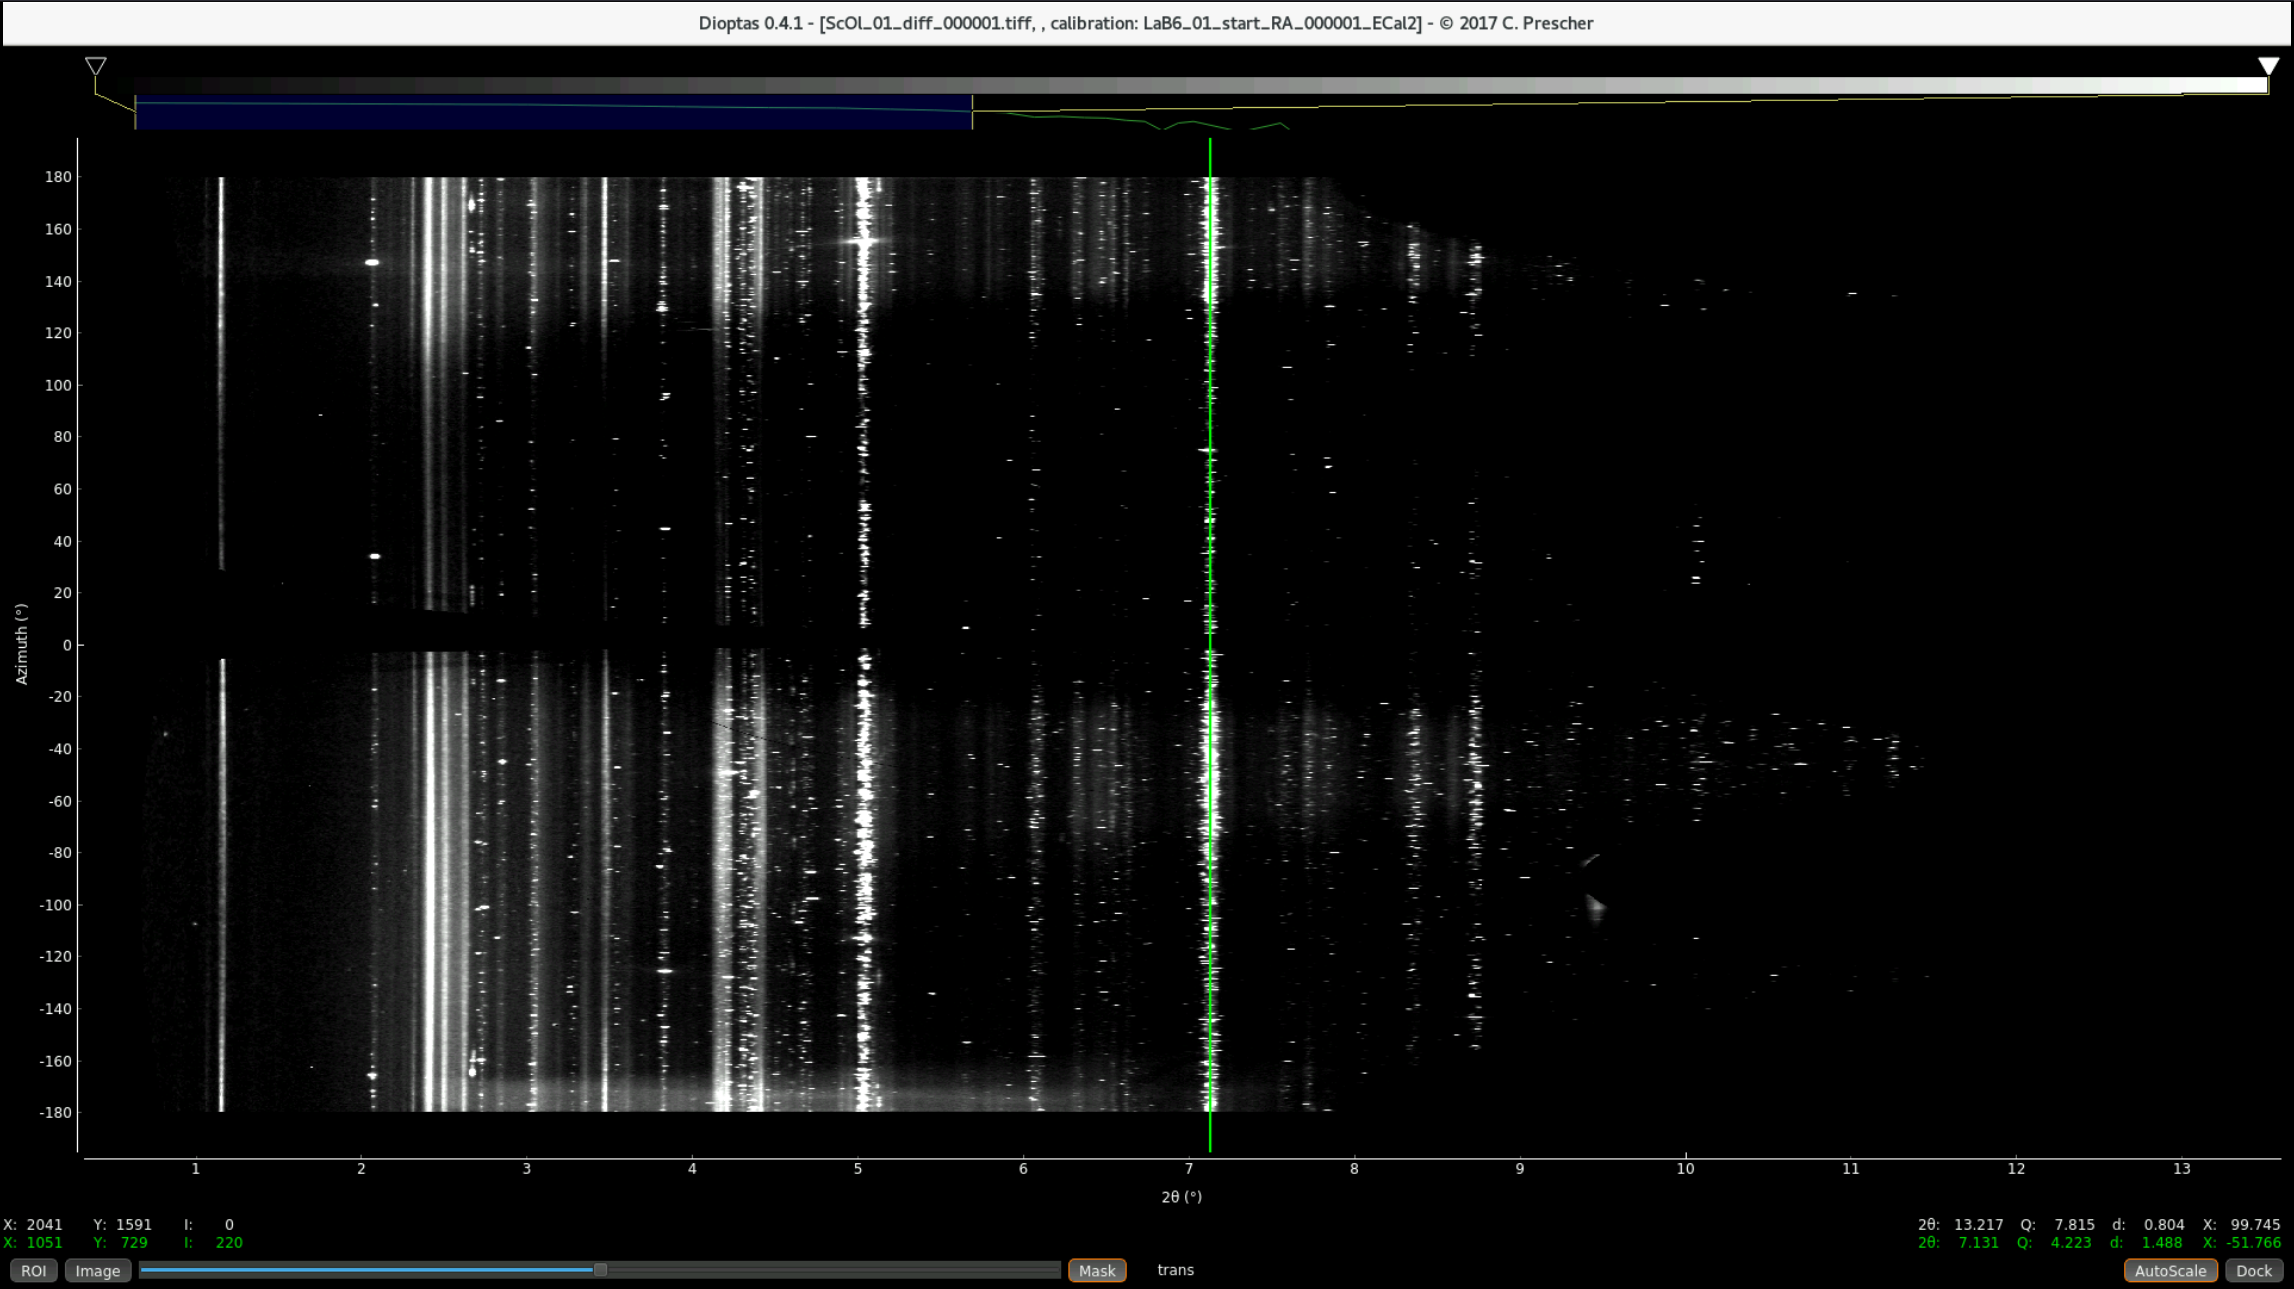 Dioptas 0.4.1 - [ScOl_01_diff_000001.tiff, , calibration: LaB6_01_start_RA_000001_ECal2] - © 2017 C. Prescher
180
160
140
120
100
80
60
40
20
0
-20
-40
-60
-80
-100
-120
-140
-160
-180
Azimuth (°)
1 2 3 4 5 6 7 8 9 10 11 12 13
2θ (°)
X: 2041 Y: 1591 I: 0 2θ: 13.217 Q: 7.815 d: 0.804 X: 99.745
X: 1051 Y: 729 I: 220 2θ: 7.131 Q: 4.223 d: 1.488 X: -51.766
ROI Image Mask trans AutoScale Dock